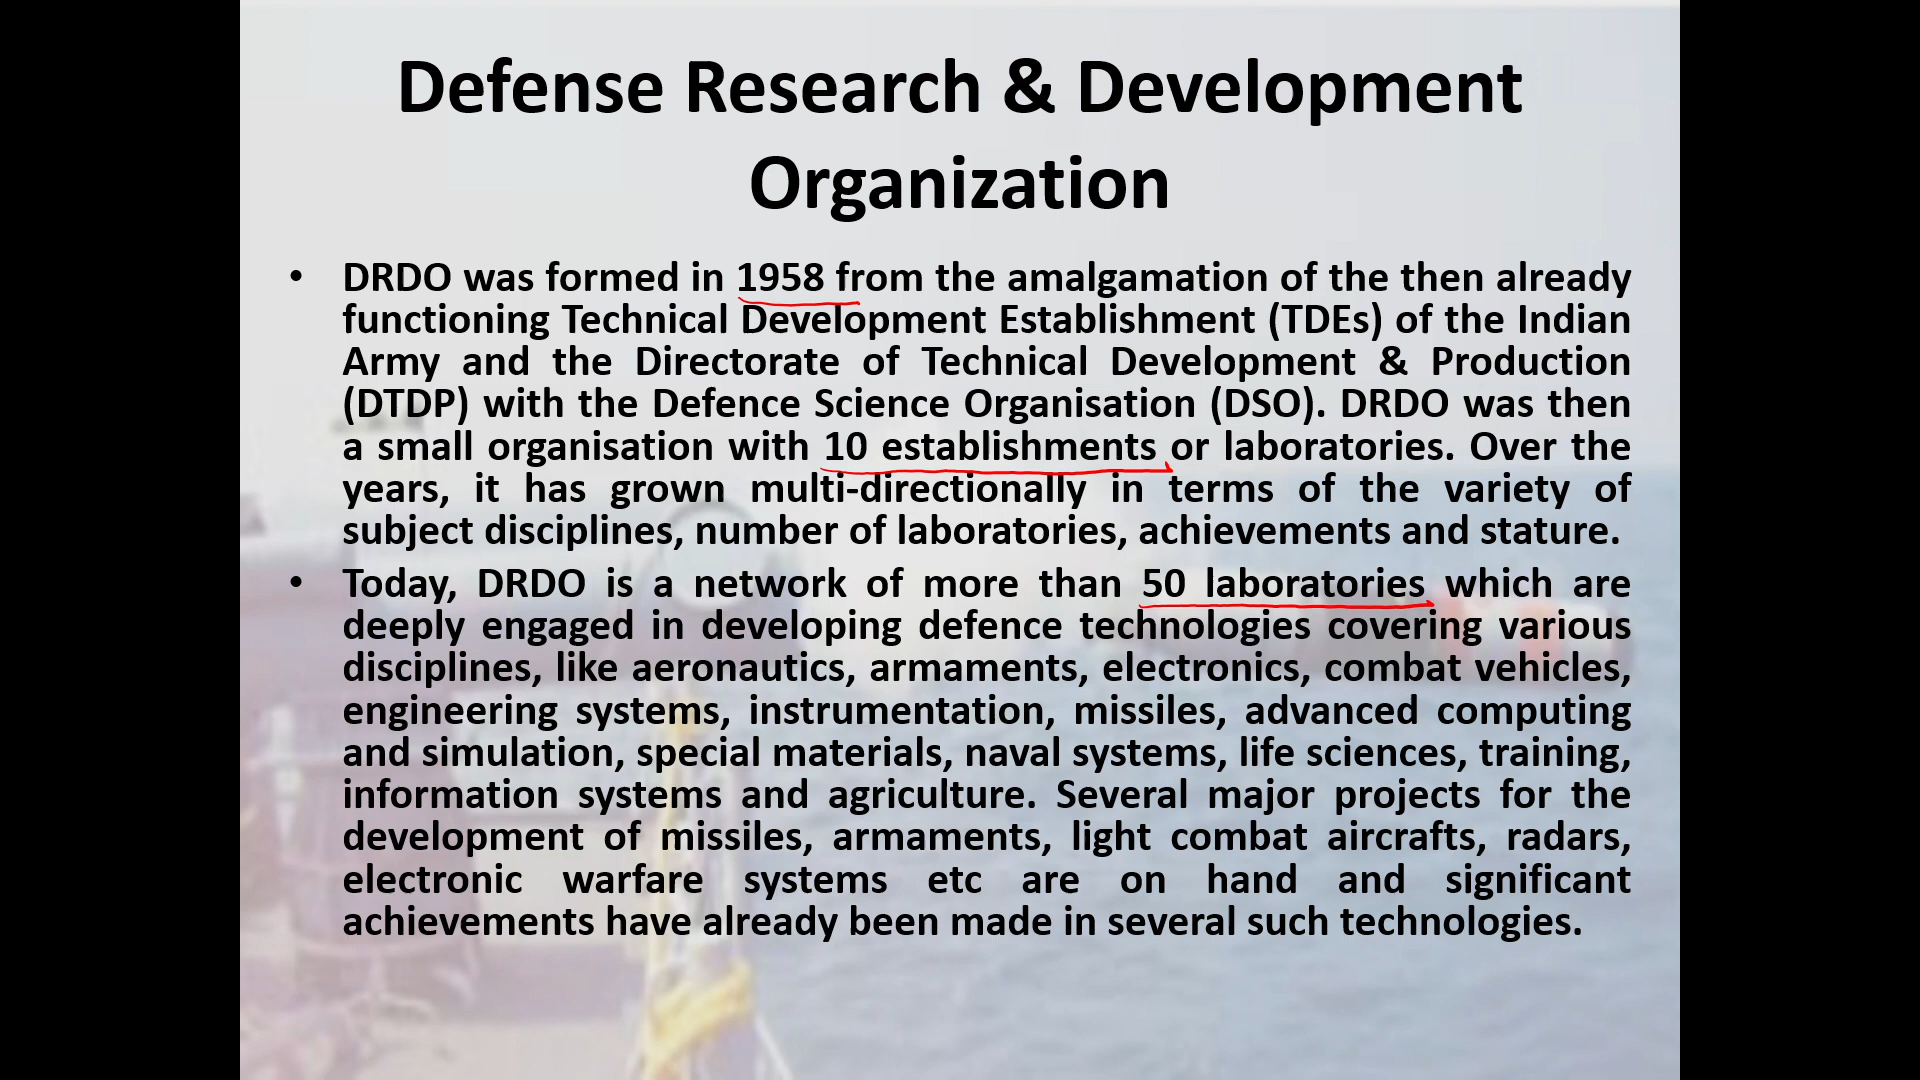 Defense Research & Development
Organization
• DRDO was formed in 1958 from the amalgamation of the then already
functioning Technical Development Establishment (TDEs) of the Indian
Army and the Directorate of Technical Development & Production
(DTDP) with the Defence Science Organisation (DSO). DRDO was then
a small organisation with 10 establishments or laboratories. Over the
years, it has grown multi-directionally in terms of the variety of
subject disciplines, number of laboratories, achievements and stature.
• Today, DRDO is a network of more than 50 laboratories which are
deeply engaged in developing defence technologies covering various
disciplines, like aeronautics, armaments, electronics, combat vehicles,
engineering systems, instrumentation, missiles, advanced computing
and simulation, special materials, naval systems, life sciences, training,
information systems and agriculture. Several major projects for the
development of missiles, armaments, light combat aircrafts, radars,
electronic warfare systems etc are on hand and significant
achievements have already been made in several such technologies.